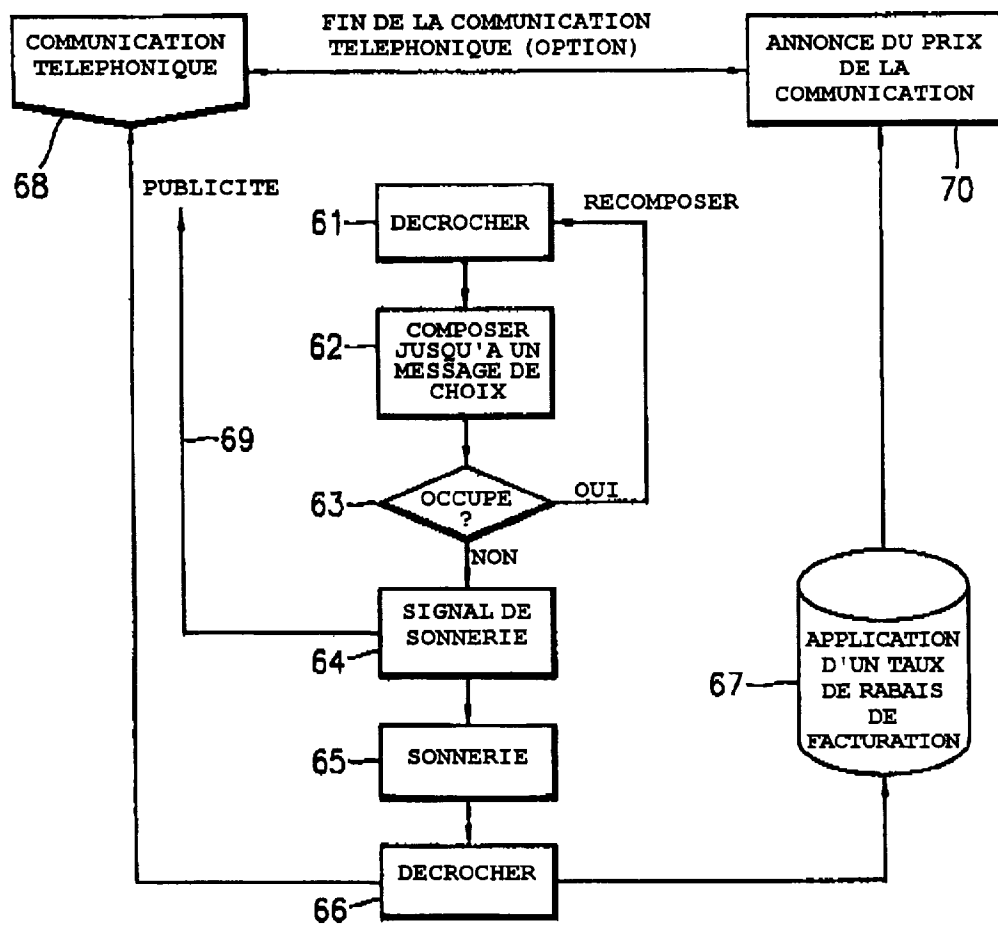 COMMUNICATION
TELEPHONIQUE
FIN DE LA COMMUNICATION
TELEPHONIQUE (OPTION)
ANNONCE DU PRIX
DE LA
COMMUNICATION
68
70
PUBLICITE
RECOMPOSER
61
DECROCHER
62
COMPOSER
JUSQU'A UN
MESSAGE DE
CHOIX
69
63
OCCUPE
?
OUI
NON
SIGNAL DE
SONNERIE
64
APPLICATION
D'UN TAUX
DE RABAIS
DE
FACTURATION
67
65
SONNERIE
DECROCHER
66